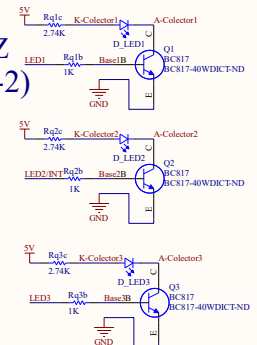 Z
-2)
5V
Rq1c
K-Colector1
A-Colector1
2.74K
D_LED1
C
Q1
LED1
Rq1b
Base1B
BC817
1K
BC817-40WDICT-ND
E
GND
5V
Rq2c
K-Colector2
A-Colector2
2.74K
D_LED2
C
Q2
LED2/INT
Rq2b
Base2B
BC817
1K
BC817-40WDICT-ND
E
GND
5V
Rq3c
K-Colector3
A-Colector3
2.74K
D_LED3
C
Q3
LED3
Rq3b
Base3B
BC817
1K
BC817-40WDICT-ND
E
GND